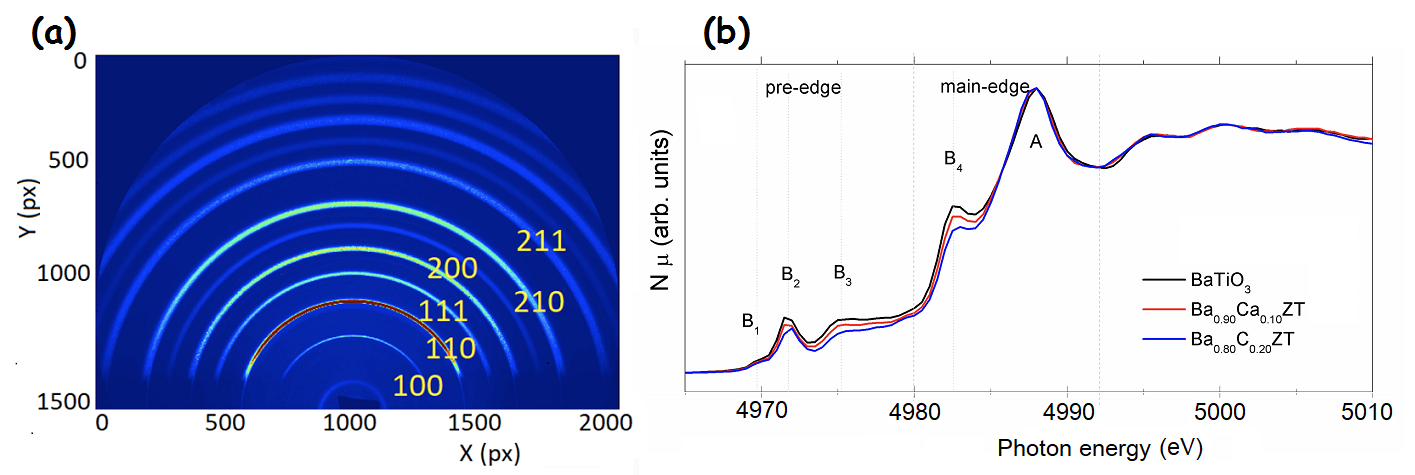 (a)
0
500
1000
1500
Y (px)
211
200
210
111
110
100
0
500
1000
1500
2000
X (px)
(b)
pre-edge
main-edge
A
B4
B2
B3
B1
N μ (arb. units)
BaTiO3
Ba0.90Ca0.10ZT
Ba0.80C0.20ZT
4970
4980
4990
5000
5010
Photon energy (eV)